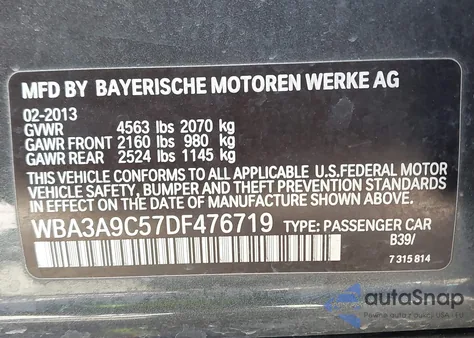 MFD BY BAYERISCHE MOTOREN WERKE AG
02-2013
GVWR 4563 lbs 2070 kg
GAWR FRONT 2160 lbs 980 kg
GAWR REAR 2524 lbs 1145 kg
THIS VEHICLE CONFORMS TO ALL APPLICABLE U.S.FEDERAL MOTOR
VEHICLE SAFETY, BUMPER, AND THEFT PREVENTION STANDARDS
IN EFFECT ON THE DATE OF MANUFACTURE SHOWN ABOVE.
WBA3A9C57DF476719 TYPE: PASSENGER CAR
B39/
7 315 814
autoSnap